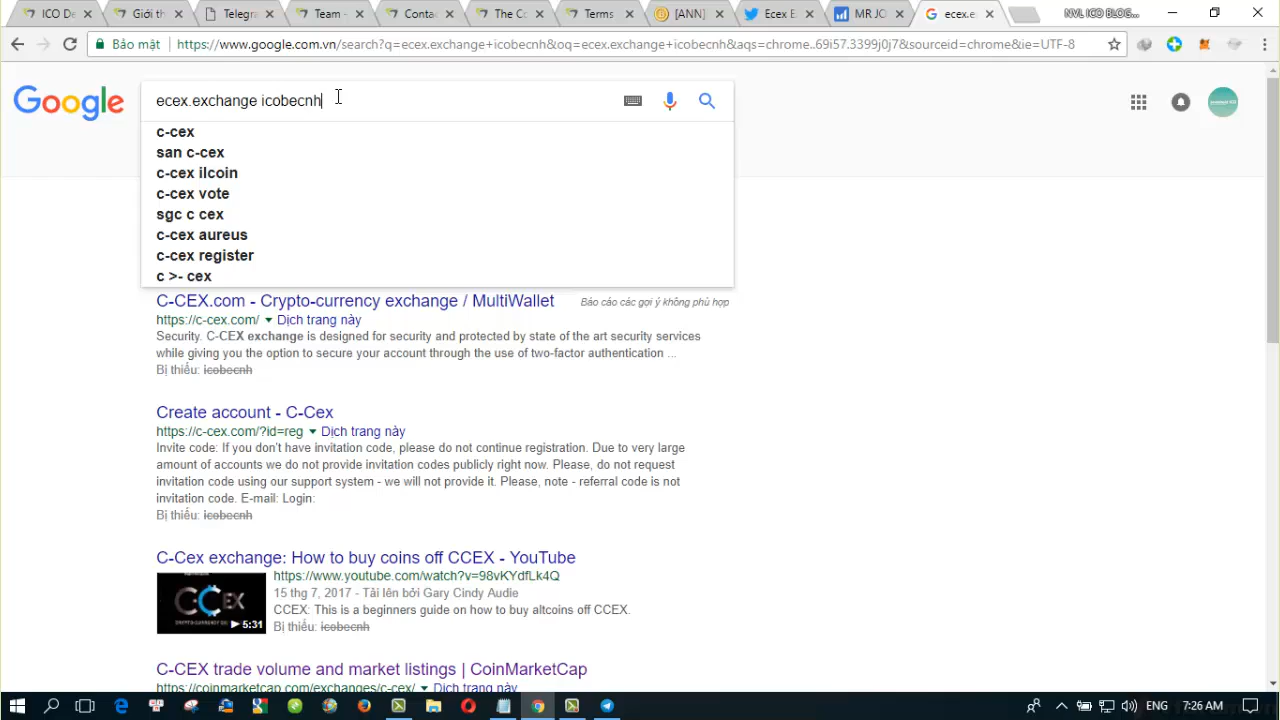 ICO De
Giới th
Telegra
Team -
Conta
The Co
Terms
[ANN]
Ecex E
MR JO
ecex.e
NVL ICO BLOG...
Bảo mật
https://www.google.com.vn/search?q=ecex.exchange+icobecnh&oq=ecex.exchange+icobecnh&aqs=chrome..69i57.3399j0j7&sourceid=chrome&ie=UTF-8
Google
ecex.exchange icobecnh
c-cex
san c-cex
c-cex ilcoin
c-cex vote
sgc c cex
c-cex aureus
c-cex register
c >- cex
C-CEX.com - Crypto-currency exchange / MultiWallet
Báo cáo các gợi ý không phù hợp
https://c-cex.com/ Dịch trang này
Security. C-CEX exchange is designed for security and protected by state of the art security services
while giving you the option to secure your account through the use of two-factor authentication ...
Bị thiếu: icobecnh
Create account - C-Cex
https://c-cex.com/?id=reg Dịch trang này
Invite code: If you don't have invitation code, please do not continue registration. Due to very large
amount of accounts we do not provide invitation codes publicly right now. Please, do not request
invitation code using our support system - we will not provide it. Please, note - referral code is not
invitation code. E-mail: Login:
Bị thiếu: icobecnh
C-Cex exchange: How to buy coins off CCEX - YouTube
https://www.youtube.com/watch?v=98vKYdfLk4Q
15 thg 7, 2017 - Tải lên bởi Gary Cindy Audie
CCEX: This is a beginners guide on how to buy altcoins off CCEX.
Bị thiếu: icobecnh
C-CEX
5:31
C-CEX trade volume and market listings | CoinMarketCap
https://coinmarketcap.com/exchanges/c-cex/ Dịch trang này
ENG
7:26 AM